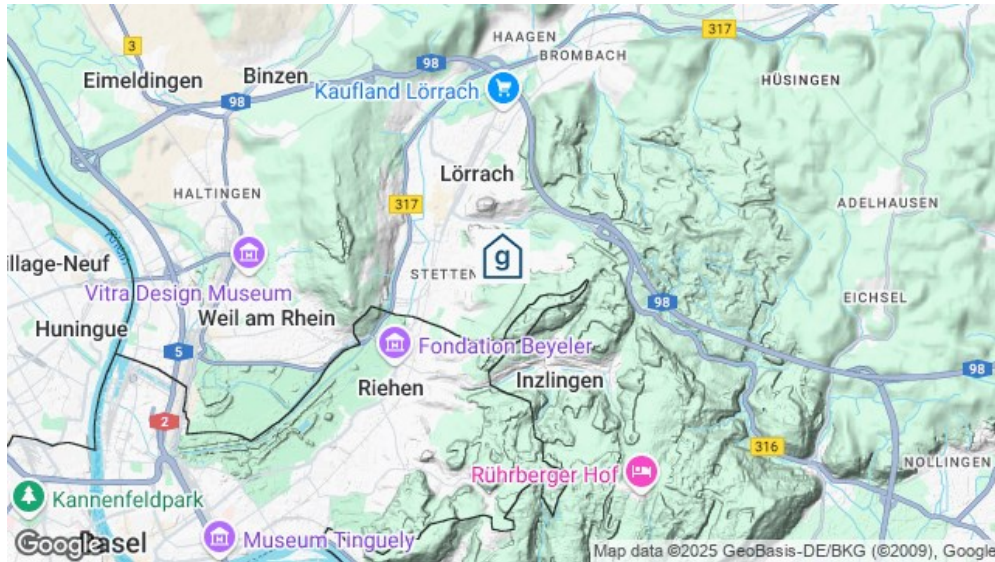 HAAGEN
317
3
98
BROMBACH
Eimeldingen
Binzen
Kaufland Lörrach
HÜSINGEN
98
Lörrach
HALTINGEN
317
ADELHAUSEN
Rhein
g
illage-Neuf
STETTEN
Vitra Design Museum
EICHSEL
98
Weil am Rhein
Huningue
Fondation Beyeler
5
98
Riehen
Inzlingen
2
316
NOLLINGEN
Rührberger Hof
Kannenfeldpark
Google
Basel
Museum Tinguely
Map data ©2025 GeoBasis-DE/BKG (©2009), Google